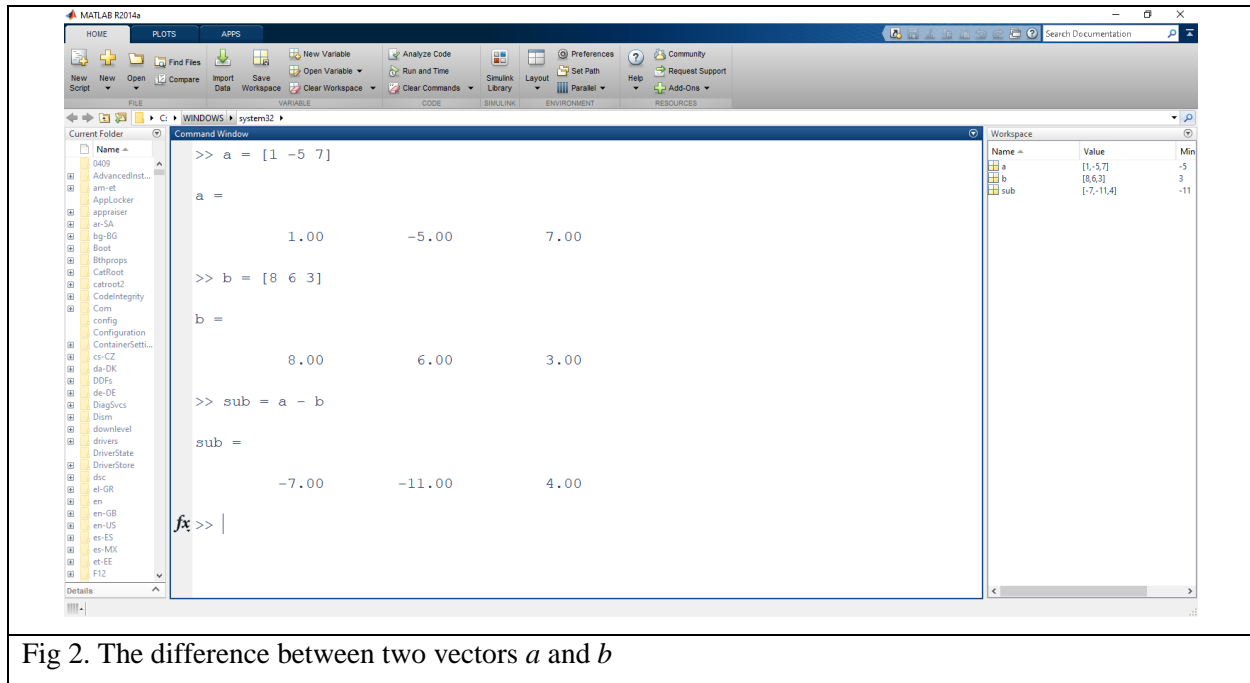 MATLAB R2014a
HOME PLOTS APPS
Search Documentation
New Script
New
Open
Find Files
Compare
Import Data
Save Workspace
New Variable
Open Variable
Clear Workspace
Analyze Code
Run and Time
Clear Commands
Simulink Library
Layout
Preferences
Set Path
Parallel
Help
Community
Request Support
Add-Ons
FILE VARIABLE CODE SIMULINK ENVIRONMENT RESOURCES
C: WINDOWS system32
Current Folder
Name
0409
AdvancedInst...
am-et
AppLocker
appraiser
ar-SA
bg-BG
Boot
Bthprops
CatRoot
catroot2
CodeIntegrity
Com
config
Configuration
ContainerSetti...
cs-CZ
da-DK
DDFs
de-DE
DiagSvcs
Dism
downlevel
drivers
DriverState
DriverStore
dsc
el-GR
en
en-GB
en-US
es-ES
es-MX
et-EE
F12
Details
Command Window
>> a = [1 -5 7]
a =
1.00 -5.00 7.00
>> b = [8 6 3]
b =
8.00 6.00 3.00
>> sub = a - b
sub =
-7.00 -11.00 4.00
fx >>
Workspace
Name Value Min
a [1,-5,7] -5
b [8,6,3] 3
sub [-7,-11,4] -11
Fig 2. The difference between two vectors a and b